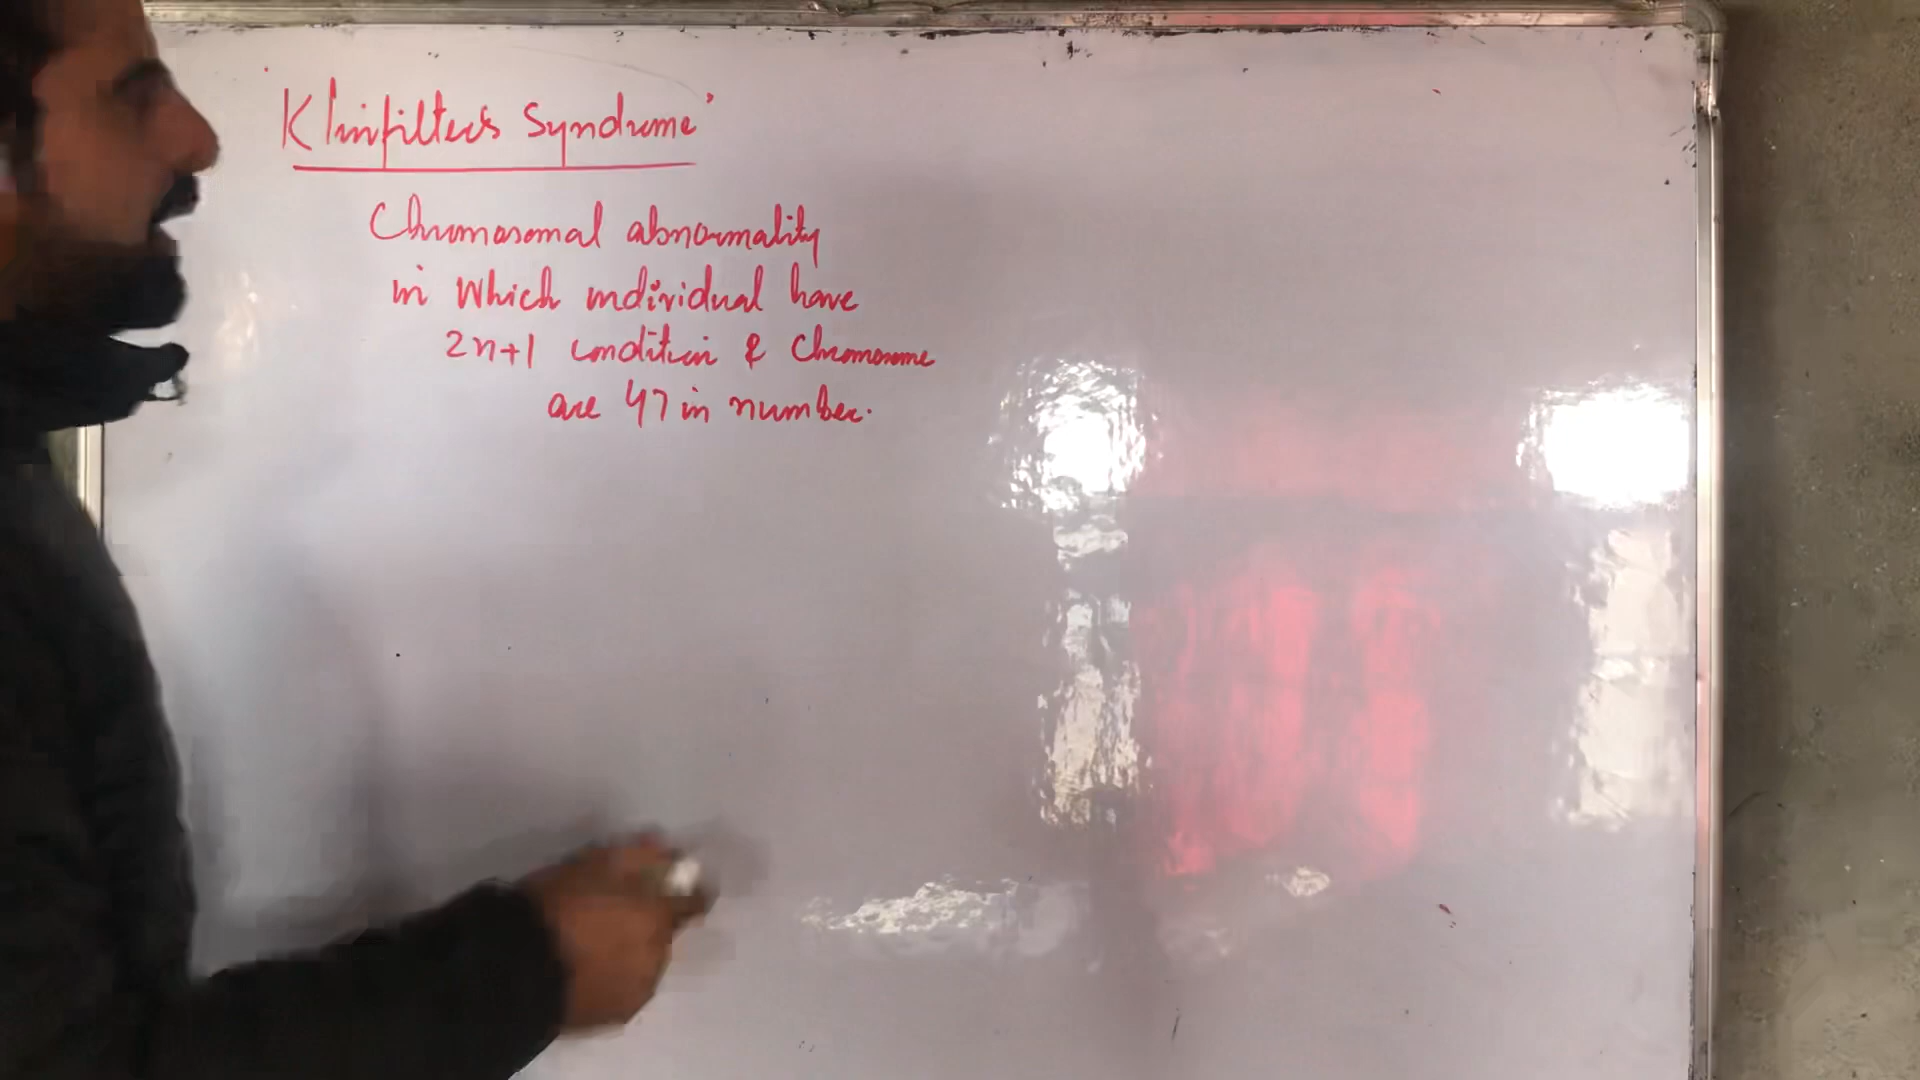 Klinfilter's Syndrome
Chromosomal abnormality
in Which individual have
2n+1 condition & Chromosome
are 47 in number.